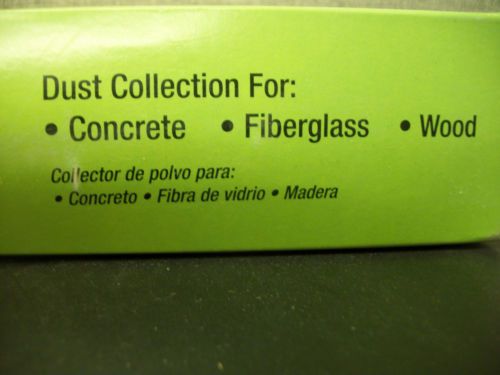 Dust Collection For:
• Concrete • Fiberglass • Wood
Collector de polvo para:
• Concreto • Fibra de vidrio • Madera